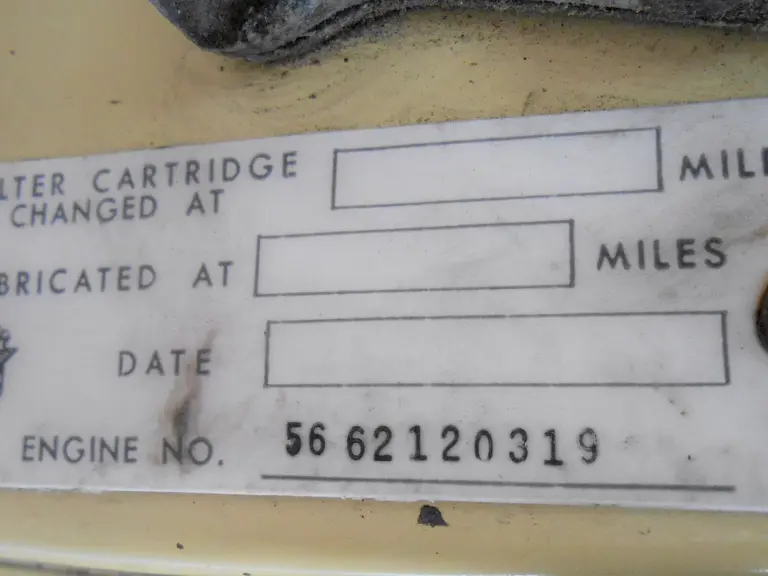 LTER CARTRIDGE MIL
CHANGED AT
BRICATED AT MILES
DATE
ENGINE NO. 5662120319